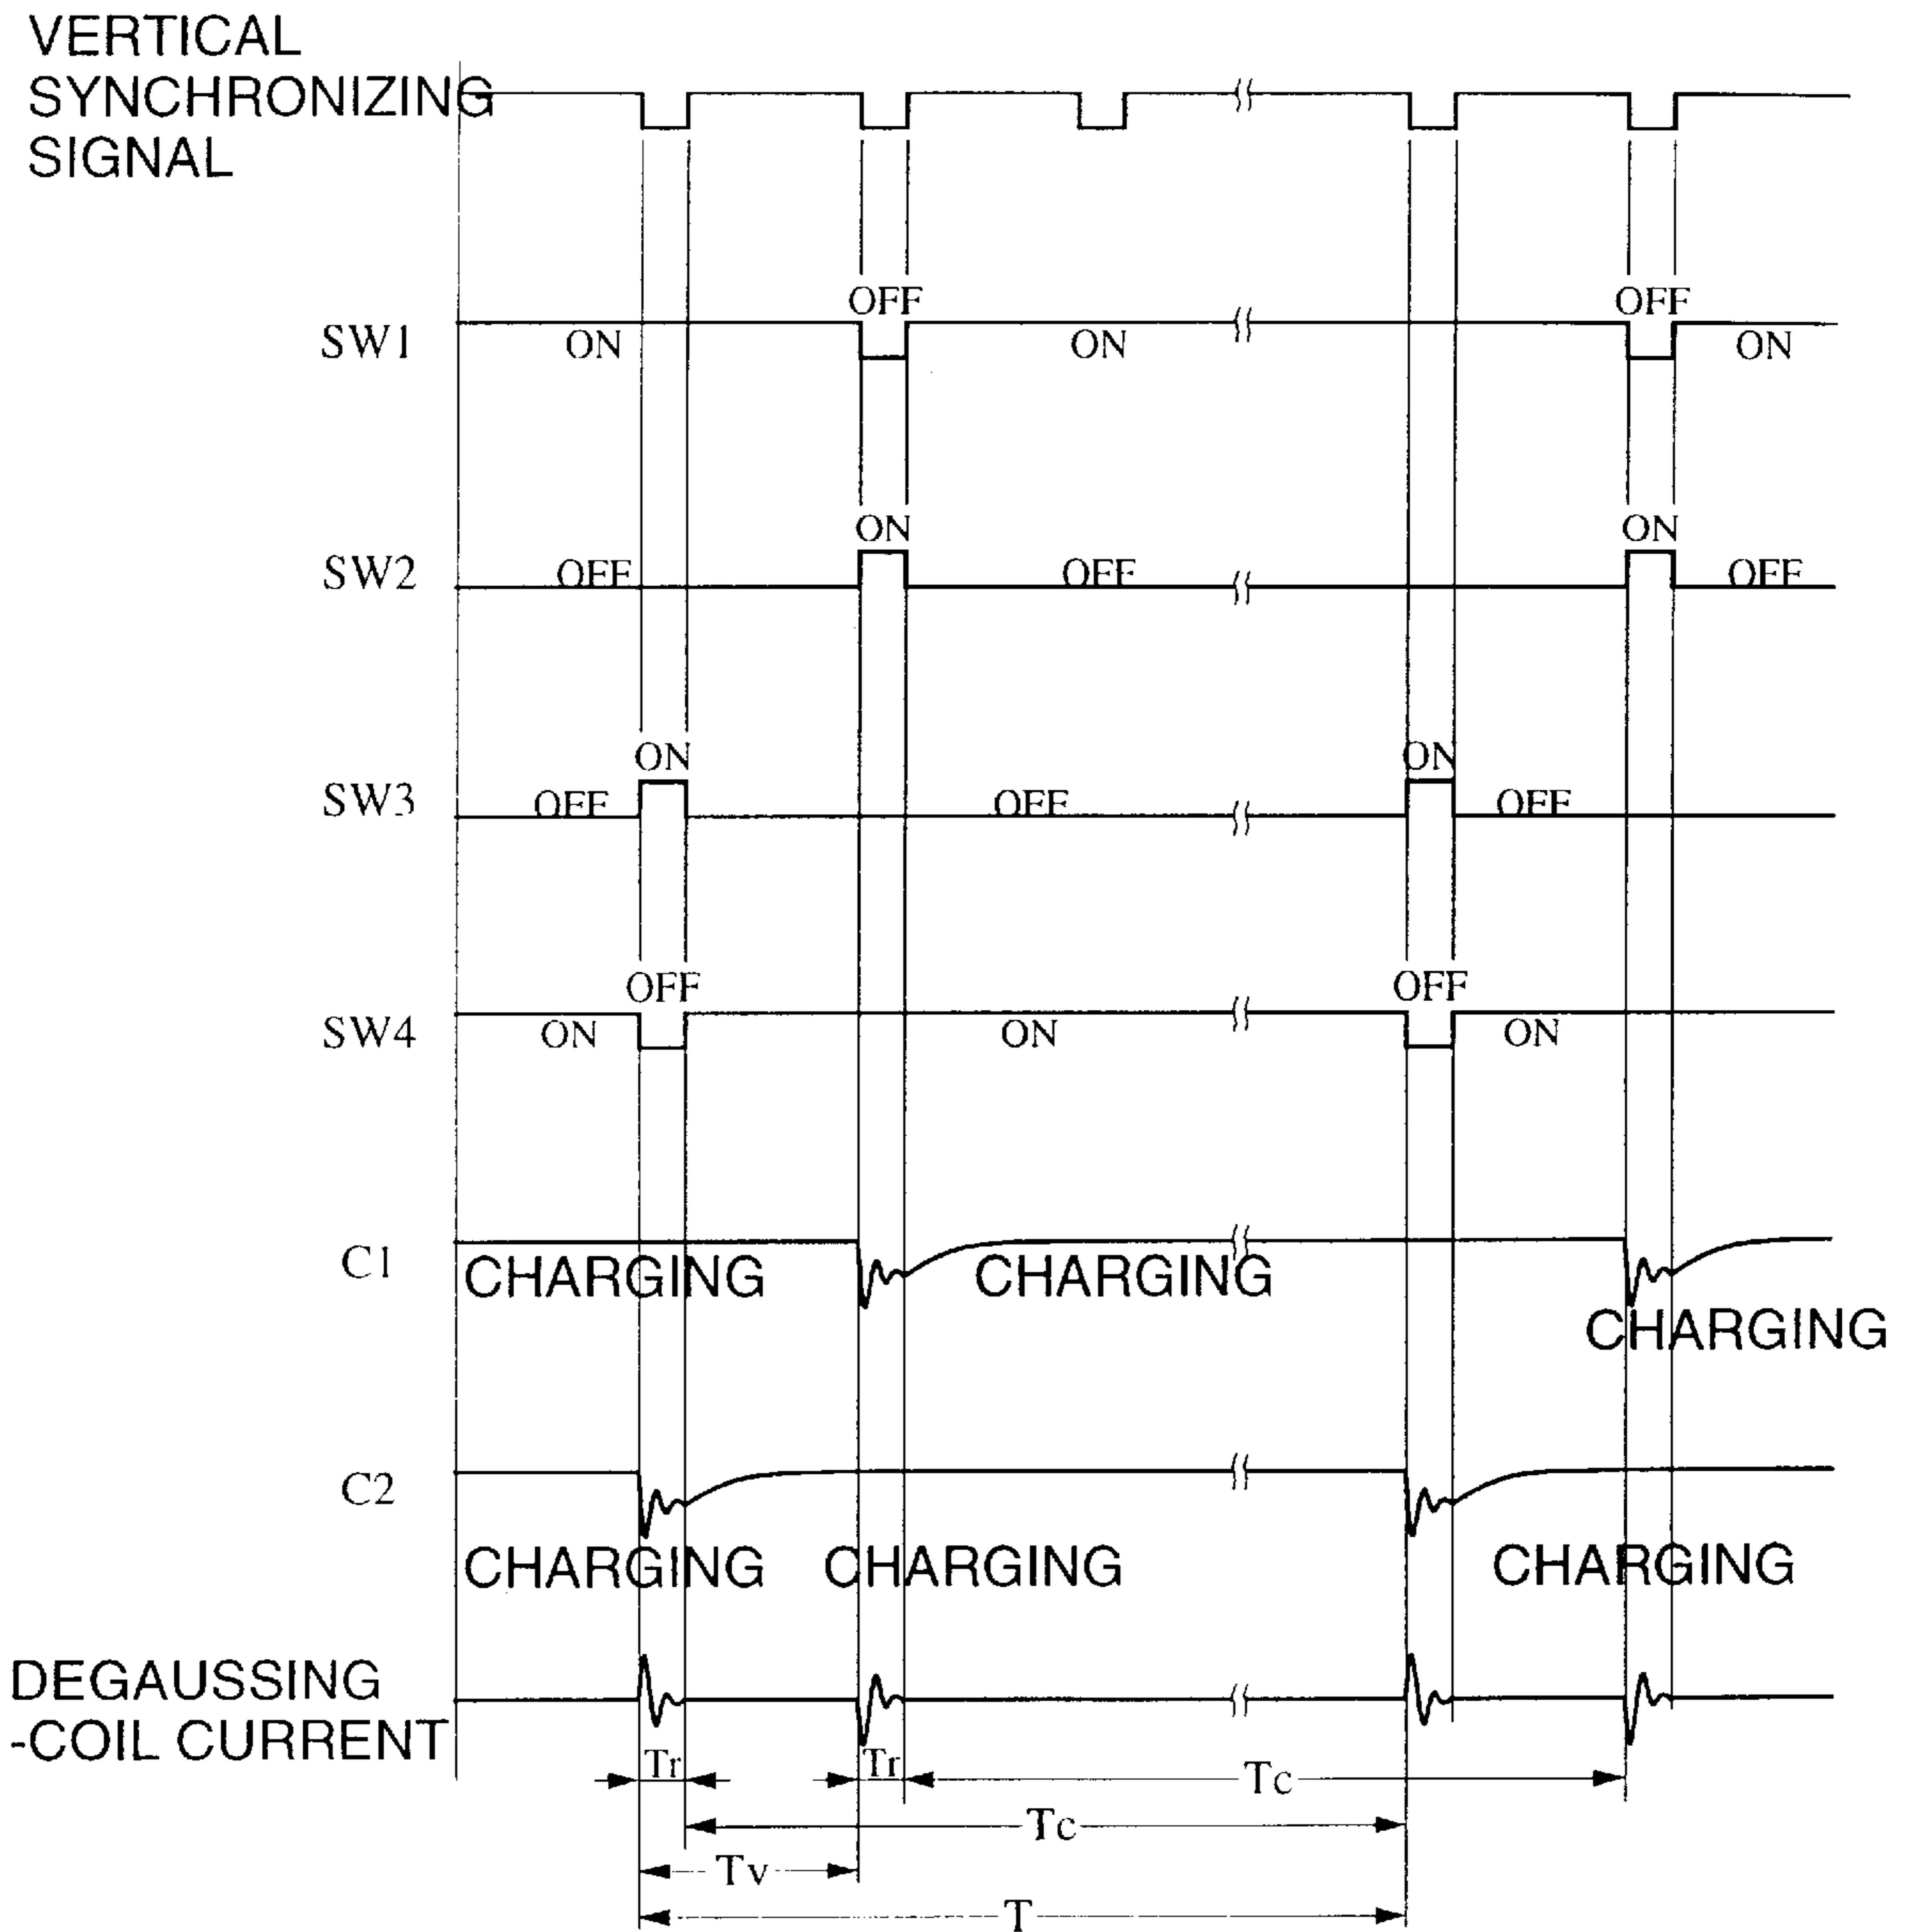 VERTICAL
SYNCHRONIZING
SIGNAL
OFF OFF
SW1 ON ON ON
ON ON
SW2 OFF OFF OFF
ON ON
SW3 OFF OFF OFF
OFF OFF
SW4 ON ON ON
C1 CHARGING CHARGING
CHARGING
C2
CHARGING CHARGING CHARGING
DEGAUSSING
-COIL CURRENT
Tr Tr Tc
Tc
Tv
T